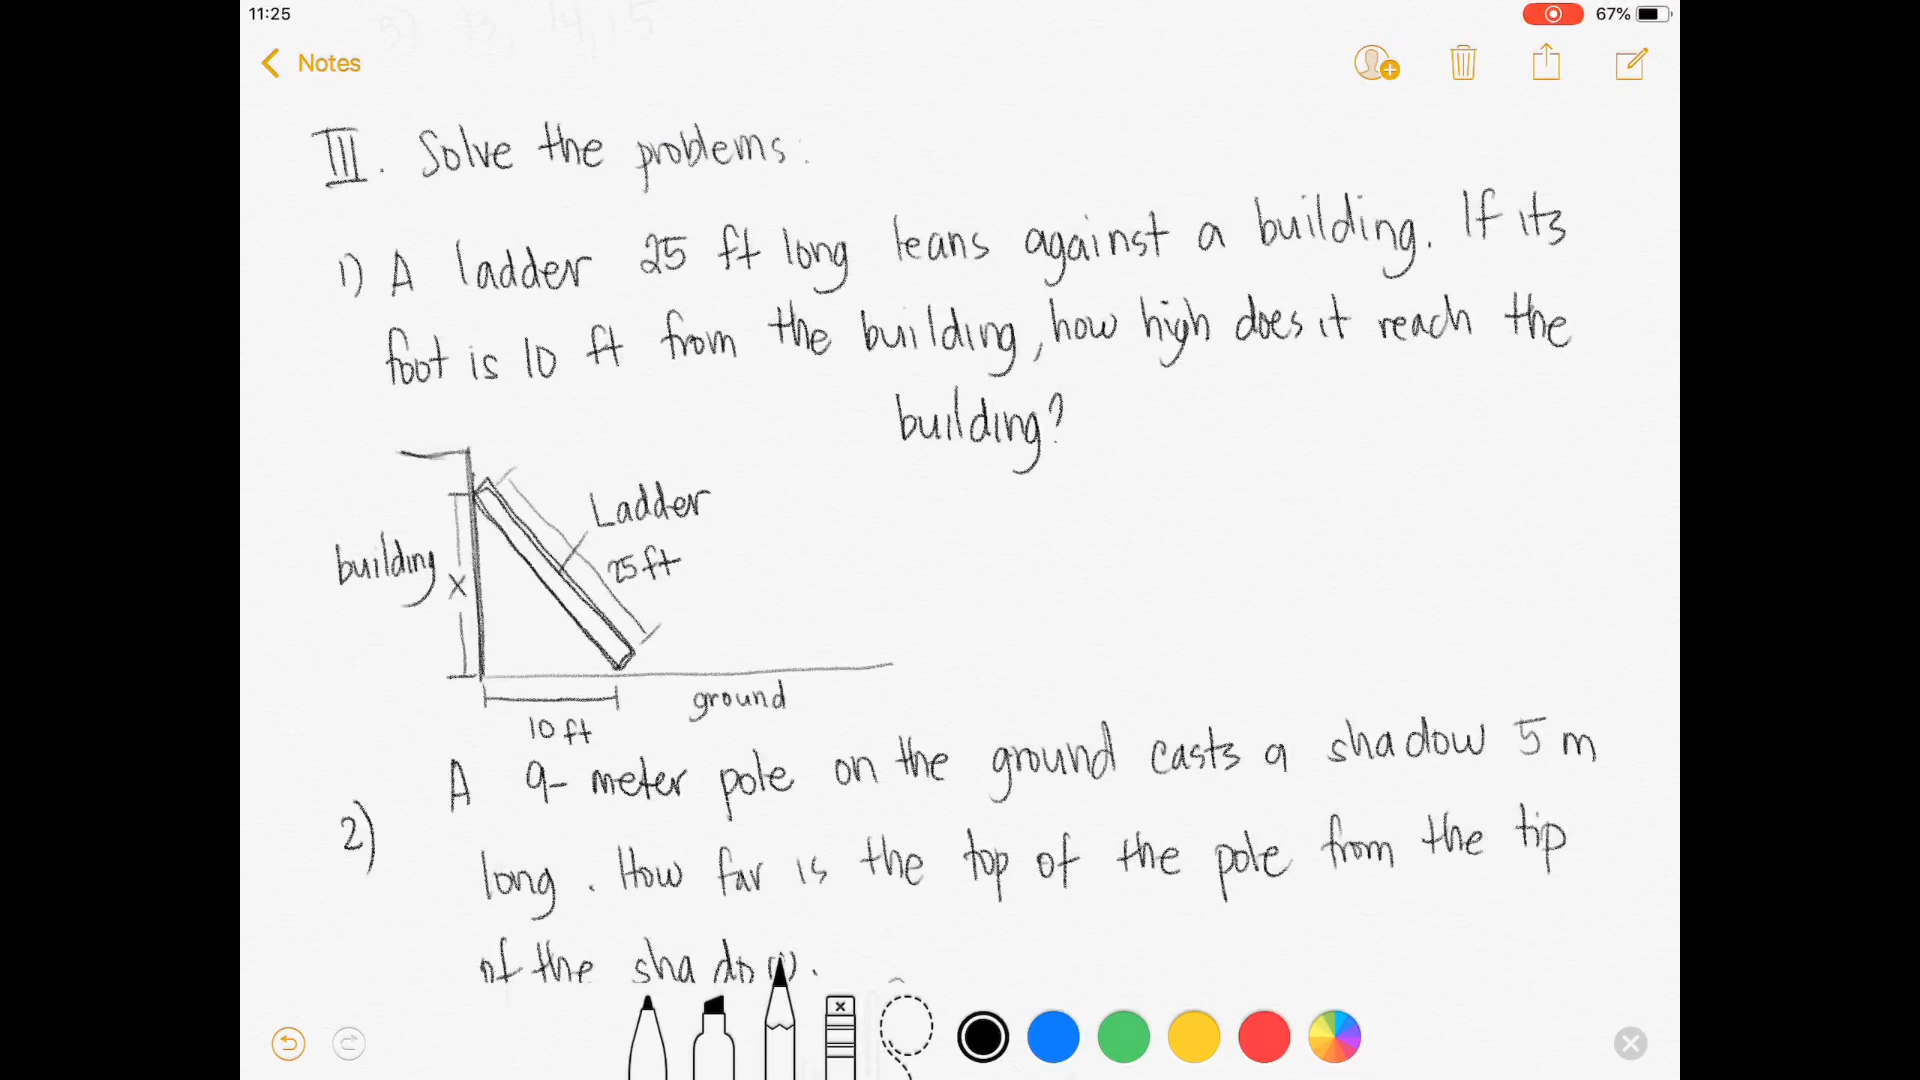 11:25
67%
Notes
III. Solve the problems:
1) A ladder 25 ft long leans against a building. If its
foot is 10 ft from the building, how high does it reach the
building?
Ladder
25 ft
building
x
ground
10 ft
2) A 9-meter pole on the ground casts a shadow 5 m
long. How far is the top of the pole from the tip
of the shadow.